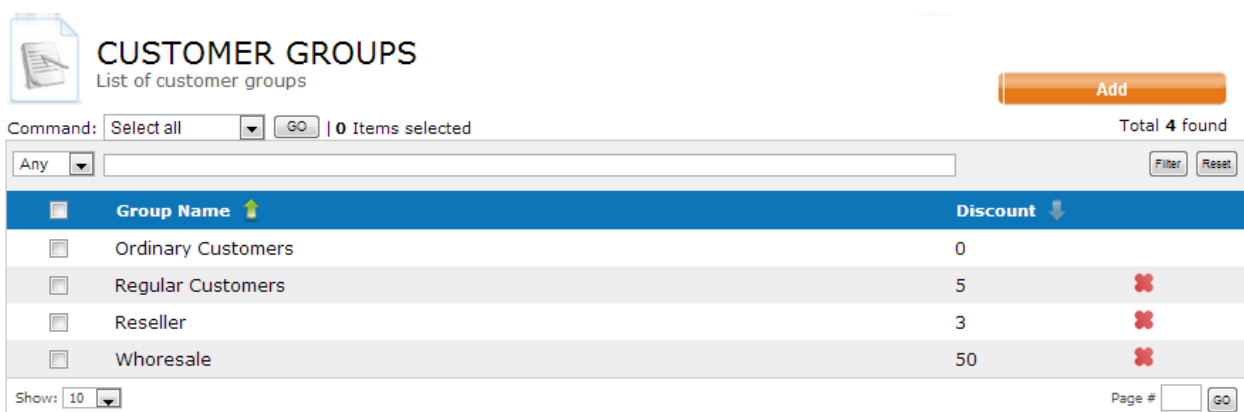 CUSTOMER GROUPS
List of customer groups
Add
Command: Select all GO | 0 Items selected
Total 4 found
Any Filter Reset
Group Name Discount
Ordinary Customers 0
Regular Customers 5
Reseller 3
Whoresale 50
Show: 10 Page # GO